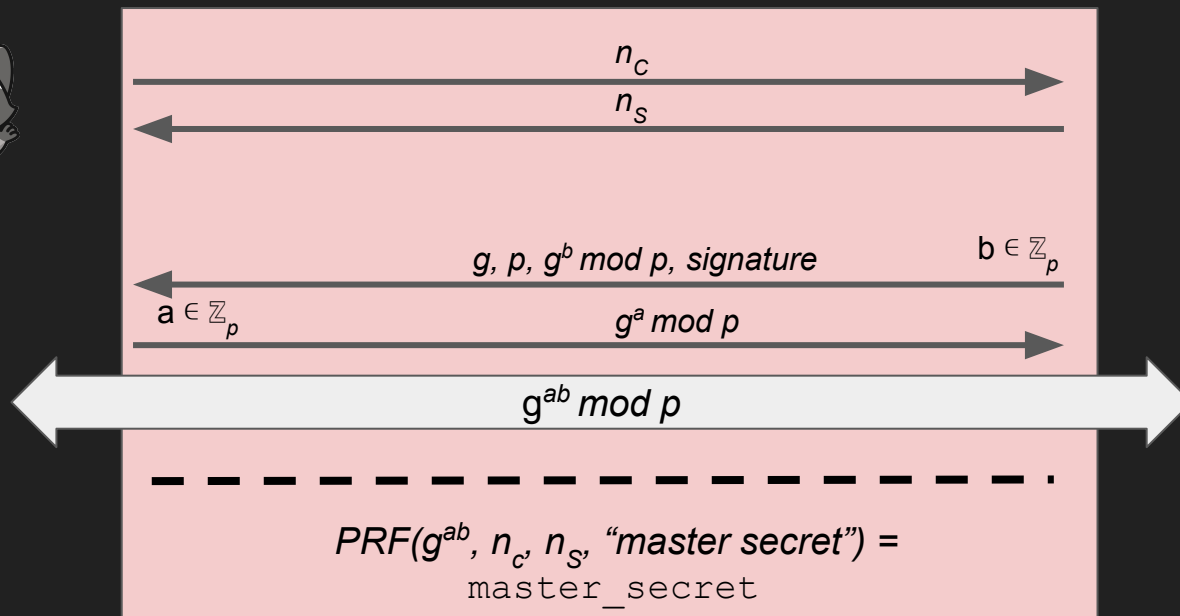 n_C
n_S
g, p, g^b mod p, signature
b ∈ ℤ_p
a ∈ ℤ_p
g^a mod p
g^ab mod p
PRF(g^ab, n_c, n_S, “master secret”) =
master_secret